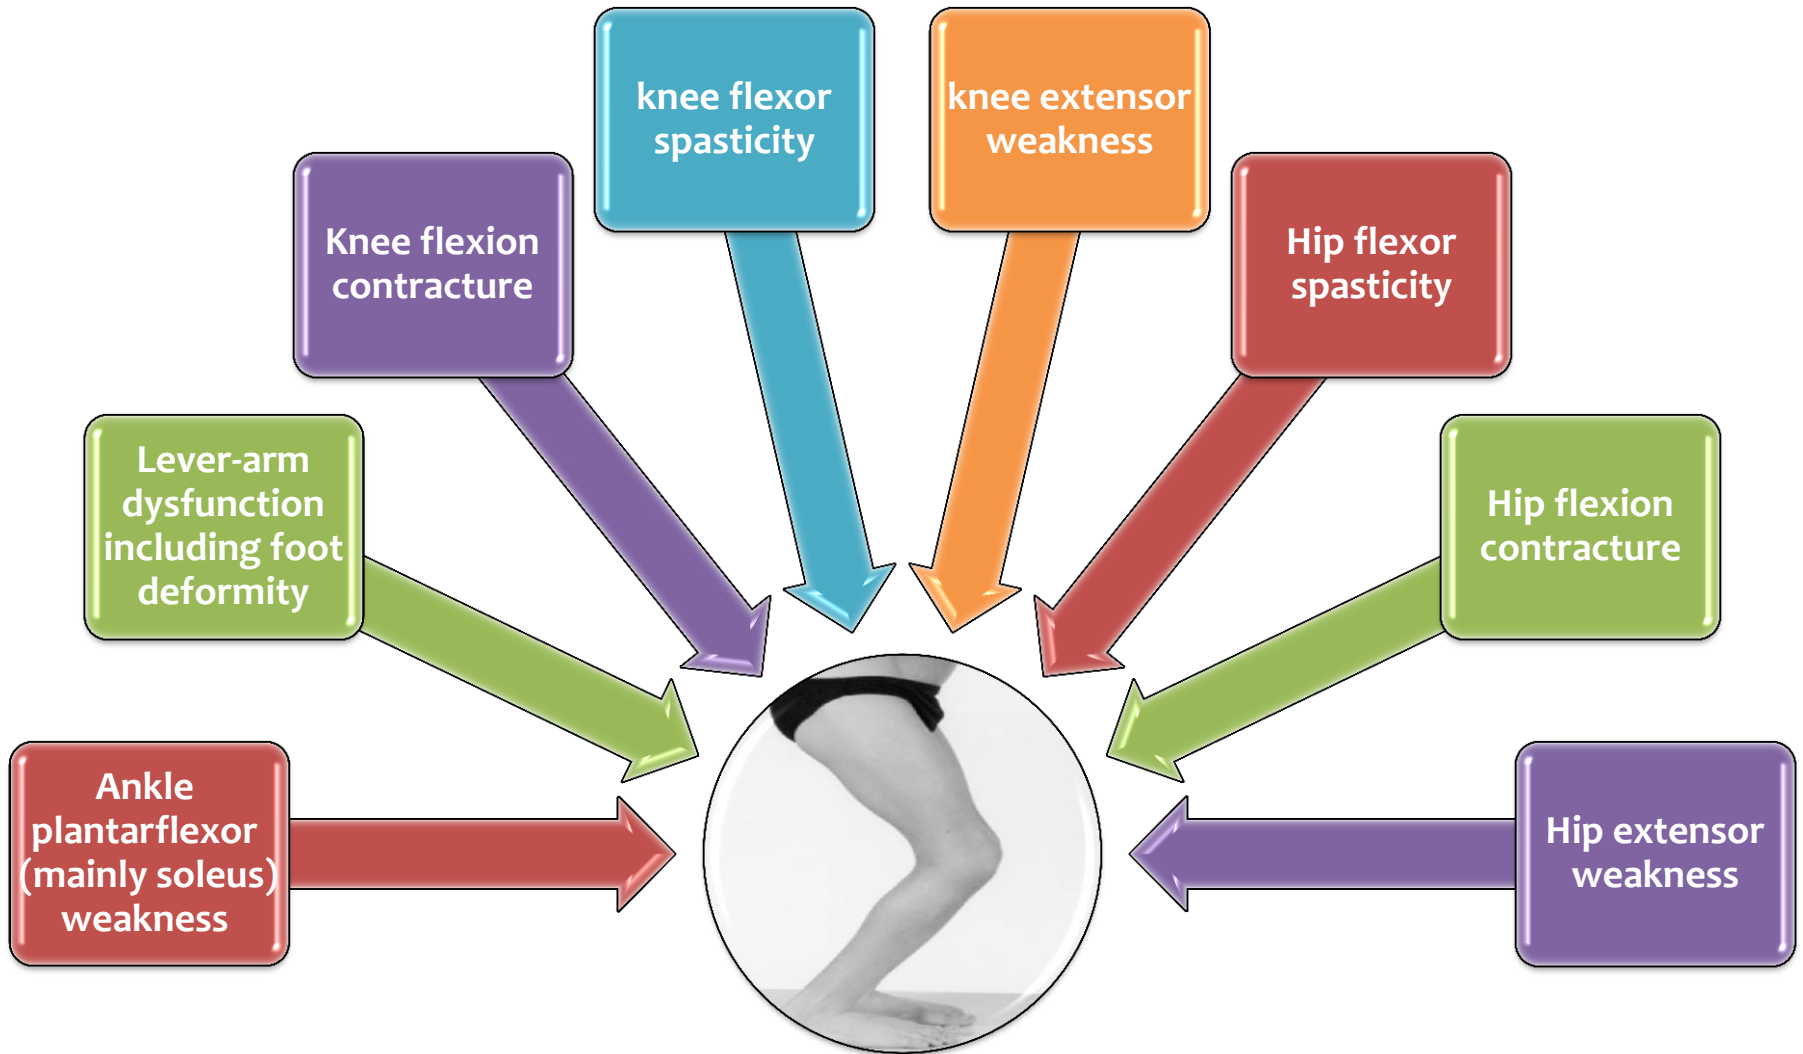 knee flexor
spasticity
knee extensor
weakness
Knee flexion
contracture
Hip flexor
spasticity
Lever-arm
dysfunction
including foot
deformity
Hip flexion
contracture
Ankle
plantarflexor
(mainly soleus)
weakness
Hip extensor
weakness